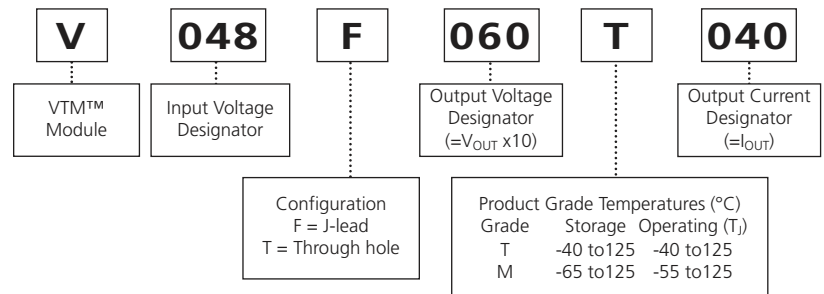 V 048 F 060 T 040
VTM™
Module
Input Voltage
Designator
Output Voltage
Designator
(=VOUT x10)
Output Current
Designator
(=IOUT)
Configuration
F = J-lead
T = Through hole
Product Grade Temperatures (°C)
Grade Storage Operating (TJ)
T -40 to125 -40 to125
M -65 to125 -55 to125